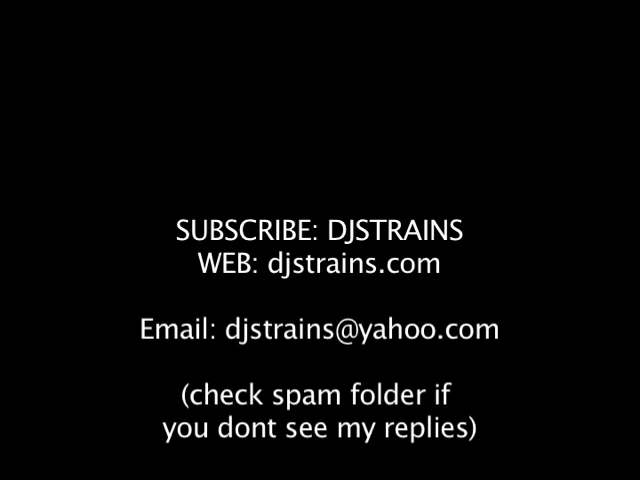 SUBSCRIBE: DJSTRAINS
WEB: djstrains.com
Email: djstrains@yahoo.com
(check spam folder if
you dont see my replies)